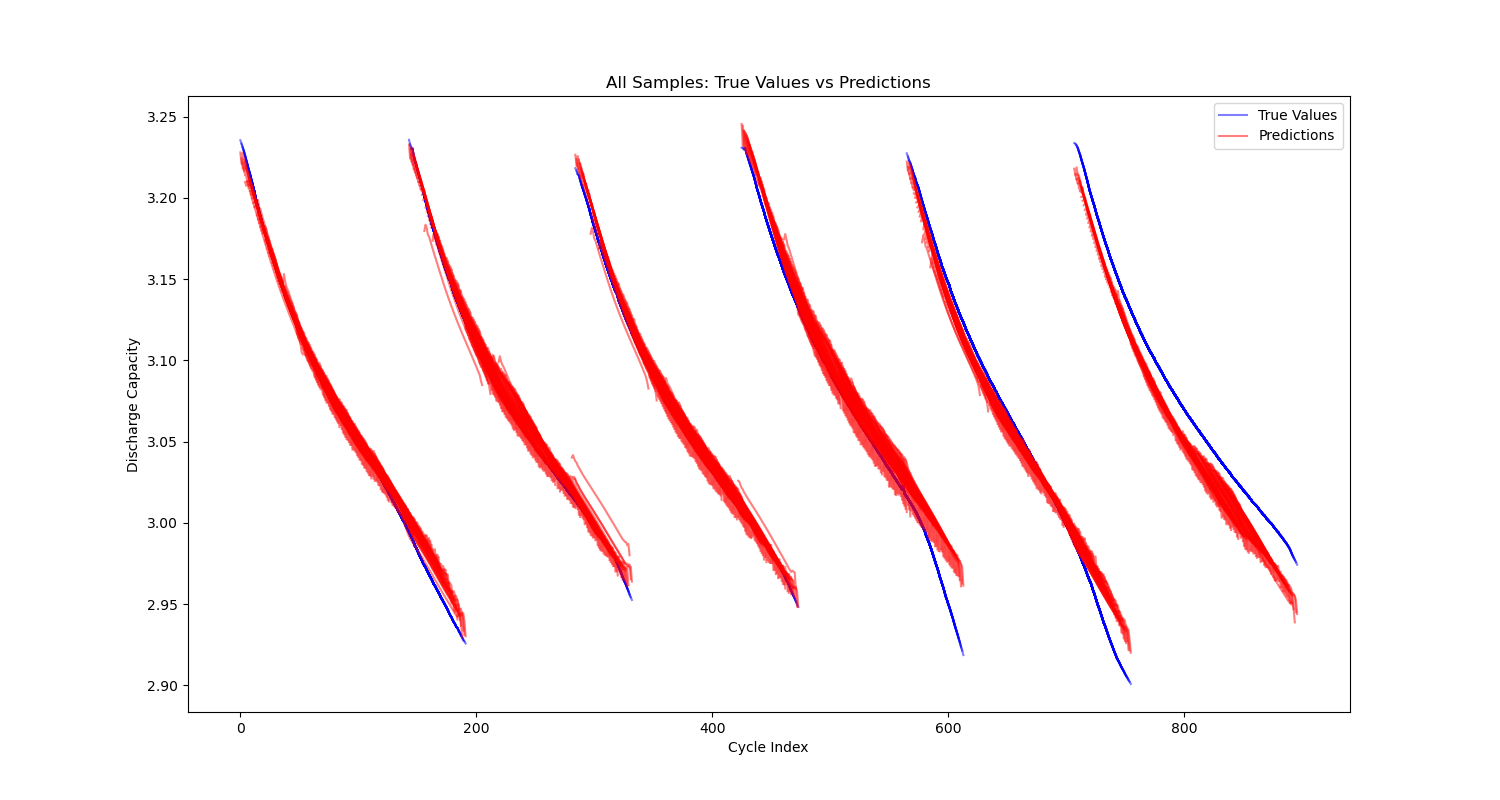 All Samples: True Values vs Predictions
True Values
Predictions
3.25
3.20
3.15
3.10
3.05
3.00
2.95
2.90
Discharge Capacity
0 200 400 600 800
Cycle Index